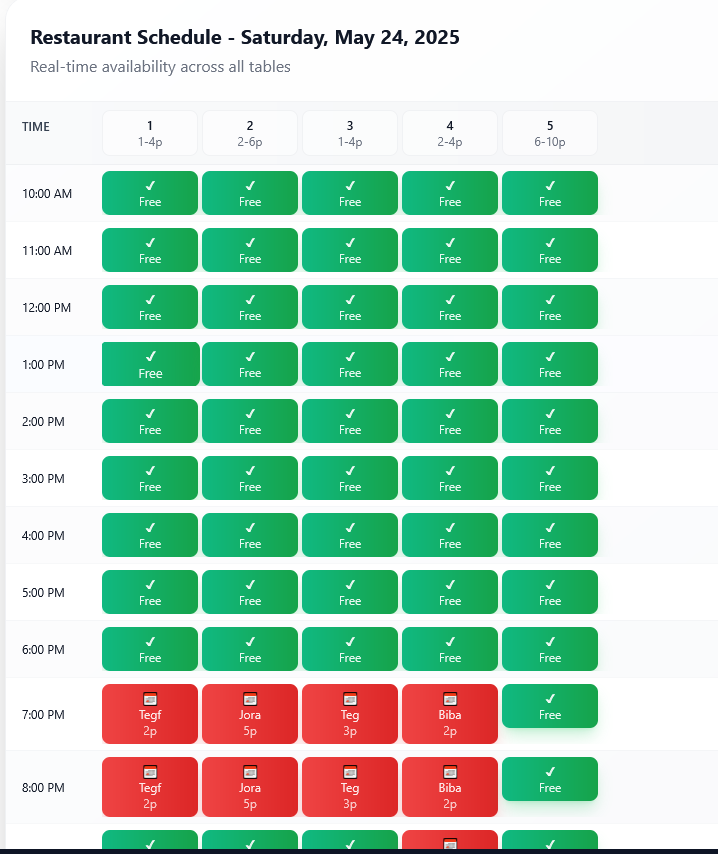 Restaurant Schedule - Saturday, May 24, 2025
Real-time availability across all tables
TIME 1 2 3 4 5
1-4p 2-6p 1-4p 2-4p 6-10p
10:00 AM ✓ Free ✓ Free ✓ Free ✓ Free ✓ Free
11:00 AM ✓ Free ✓ Free ✓ Free ✓ Free ✓ Free
12:00 PM ✓ Free ✓ Free ✓ Free ✓ Free ✓ Free
1:00 PM ✓ Free ✓ Free ✓ Free ✓ Free ✓ Free
2:00 PM ✓ Free ✓ Free ✓ Free ✓ Free ✓ Free
3:00 PM ✓ Free ✓ Free ✓ Free ✓ Free ✓ Free
4:00 PM ✓ Free ✓ Free ✓ Free ✓ Free ✓ Free
5:00 PM ✓ Free ✓ Free ✓ Free ✓ Free ✓ Free
6:00 PM ✓ Free ✓ Free ✓ Free ✓ Free ✓ Free
7:00 PM Tegf Jora Teg Biba ✓ Free
2p 5p 3p 2p
8:00 PM Tegf Jora Teg Biba ✓ Free
2p 5p 3p 2p